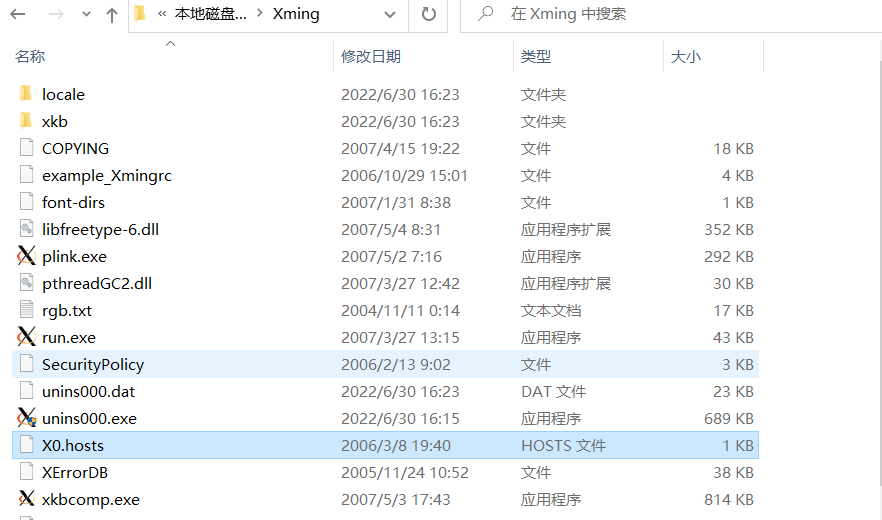 « 本地磁盘... > Xming 在 Xming 中搜索
名称 修改日期 类型 大小
locale 2022/6/30 16:23 文件夹
xkb 2022/6/30 16:23 文件夹
COPYING 2007/4/15 19:22 文件 18 KB
example_Xmingrc 2006/10/29 15:01 文件 4 KB
font-dirs 2007/1/31 8:38 文件 1 KB
libfreetype-6.dll 2007/5/4 8:31 应用程序扩展 352 KB
plink.exe 2007/5/2 7:16 应用程序 292 KB
pthreadGC2.dll 2007/3/27 12:42 应用程序扩展 30 KB
rgb.txt 2004/11/11 0:14 文本文档 17 KB
run.exe 2007/3/27 13:15 应用程序 43 KB
SecurityPolicy 2006/2/13 9:02 文件 3 KB
unins000.dat 2022/6/30 16:23 DAT 文件 23 KB
unins000.exe 2022/6/30 16:15 应用程序 689 KB
X0.hosts 2006/3/8 19:40 HOSTS 文件 1 KB
XErrorDB 2005/11/24 10:52 文件 38 KB
xkbcomp.exe 2007/5/3 17:43 应用程序 814 KB